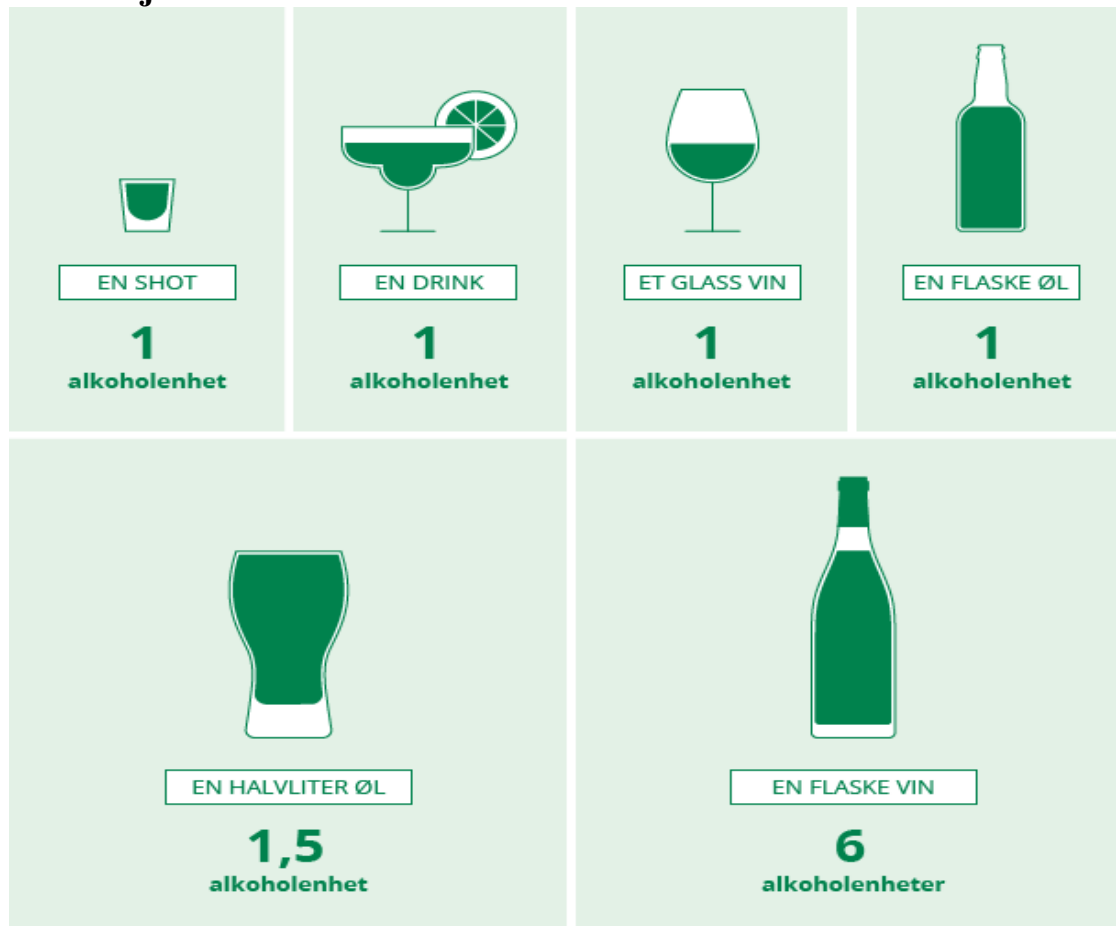 EN SHOT
1
alkoholenhet
EN DRINK
1
alkoholenhet
ET GLASS VIN
1
alkoholenhet
EN FLASKE ØL
1
alkoholenhet
EN HALVLITER ØL
1,5
alkoholenhet
EN FLASKE VIN
6
alkoholenheter